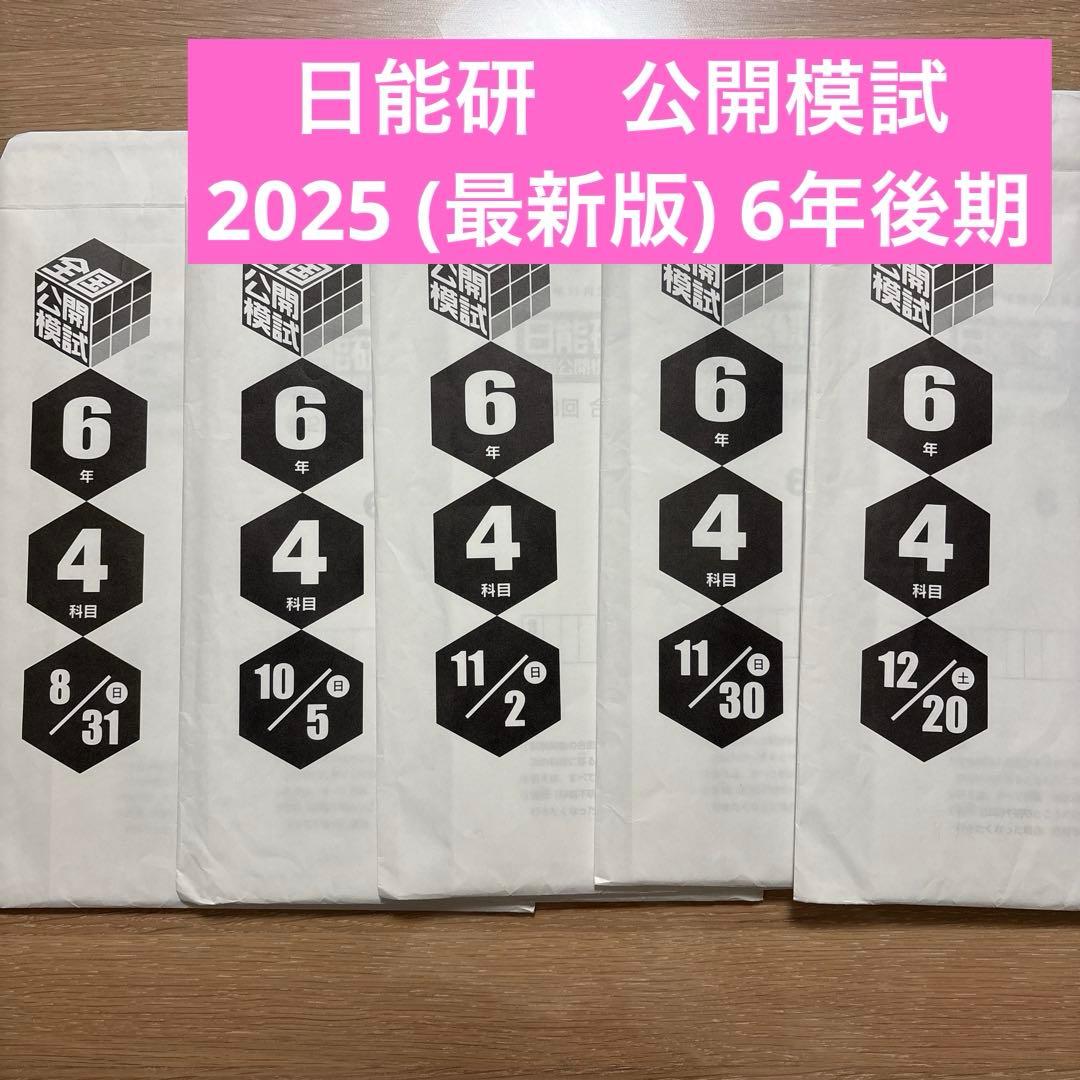 日能研　公開模試
2025 (最新版) 6年後期
全国
公開
模試
6
年
4
科目
8/31
日
公開
模試
6
年
4
科目
10/5
日
公開
模試
6
年
4
科目
11/2
日
公開
模試
6
年
4
科目
11/30
日
公開
模試
6
年
4
科目
12/20
土